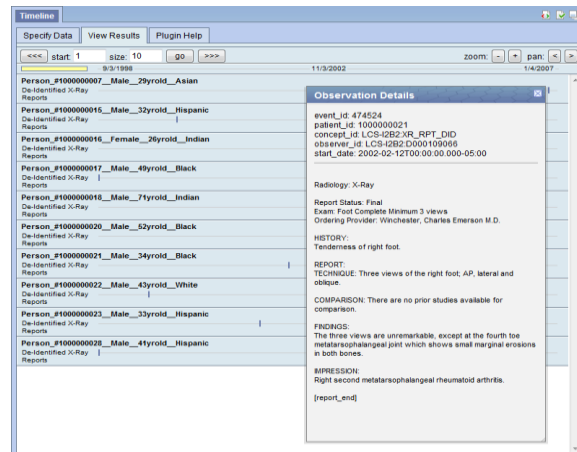 Timeline
Specify Data View Results Plugin Help
<<< start: 1 size: 10 go >>> zoom: - + pan: < >
9/3/1998 11/3/2002 1/4/2007
Person_#1000000007__Male__29yrold__Asian
De-Identified X-Ray
Reports
Person_#1000000015__Male__32yrold__Hispanic
De-Identified X-Ray
Reports
Person_#1000000016__Female__26yrold__Indian
De-Identified X-Ray
Reports
Person_#1000000017__Male__49yrold__Black
De-Identified X-Ray
Reports
Person_#1000000018__Male__71yrold__Indian
De-Identified X-Ray
Reports
Person_#1000000020__Male__52yrold__Black
De-Identified X-Ray
Reports
Person_#1000000021__Male__34yrold__Black
De-Identified X-Ray
Reports
Person_#1000000022__Male__43yrold__White
De-Identified X-Ray
Reports
Person_#1000000023__Male__33yrold__Hispanic
De-Identified X-Ray
Reports
Person_#1000000028__Male__41yrold__Hispanic
De-Identified X-Ray
Reports
Observation Details
event_id: 474524
patient_id: 1000000021
concept_id: LCS-I2B2:XR_RPT_DID
observer_id: LCS-I2B2:D000109066
start_date: 2002-02-12T00:00:00.000-05:00
Radiology: X-Ray
Report Status: Final
Exam: Foot Complete Minimum 3 views
Ordering Provider: Winchester, Charles Emerson M.D.
HISTORY:
Tenderness of right foot.
REPORT:
TECHNIQUE: Three views of the right foot; AP, lateral and
oblique.
COMPARISON: There are no prior studies available for
comparison.
FINDINGS:
The three views are unremarkable, except at the fourth toe
metatarsophalangeal joint which shows small marginal erosions
in both bones.
IMPRESSION:
Right second metatarsophalangeal rheumatoid arthritis.
[report_end]